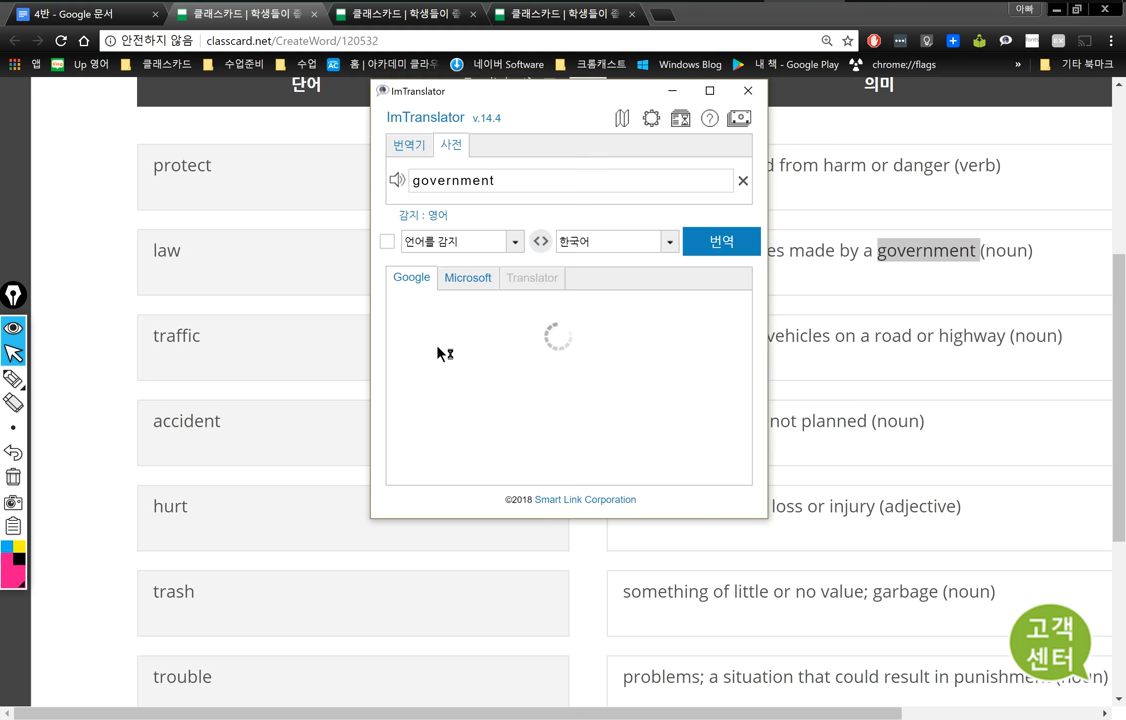 4반 - Google 문서
클래스카드 | 학생들이 좋
클래스카드 | 학생들이 좋
클래스카드 | 학생들이 좋
아빠
안전하지 않음
classcard.net/CreateWord/120532
앱
Up 영어
클래스카드
수업준비
수업
홈 | 아카데미 클라우
네이버 Software
크롬캐스트
Windows Blog
내 책 - Google Play
chrome://flags
»
기타 북마크
단어
의미
ImTranslator
ImTranslator v.14.4
번역기
사전
government
감지 : 영어
언어를 감지
한국어
번역
Google
Microsoft
Translator
©2018 Smart Link Corporation
protect
d from harm or danger (verb)
law
es made by a government (noun)
traffic
vehicles on a road or highway (noun)
accident
not planned (noun)
hurt
loss or injury (adjective)
trash
something of little or no value; garbage (noun)
trouble
problems; a situation that could result in punishment (noun)
고객
센터